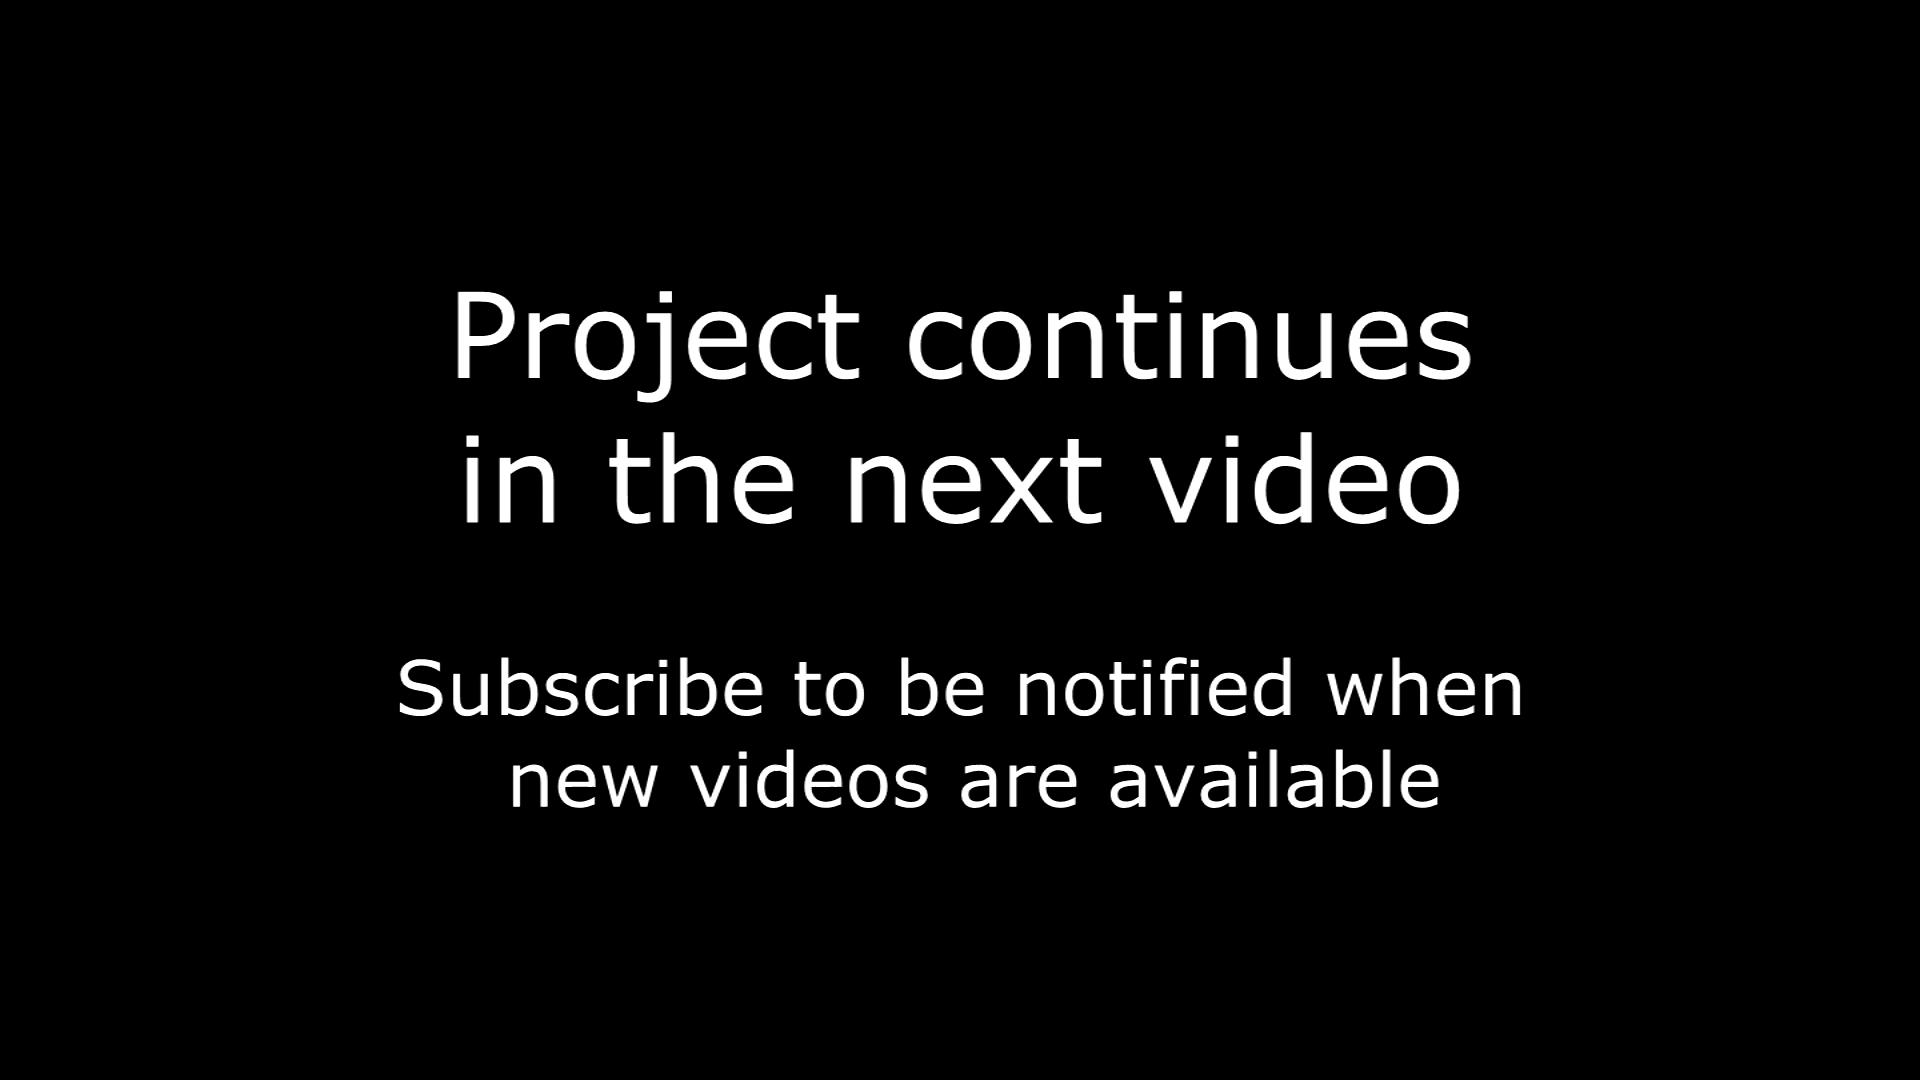 Project continues
in the next video
Subscribe to be notified when
new videos are available